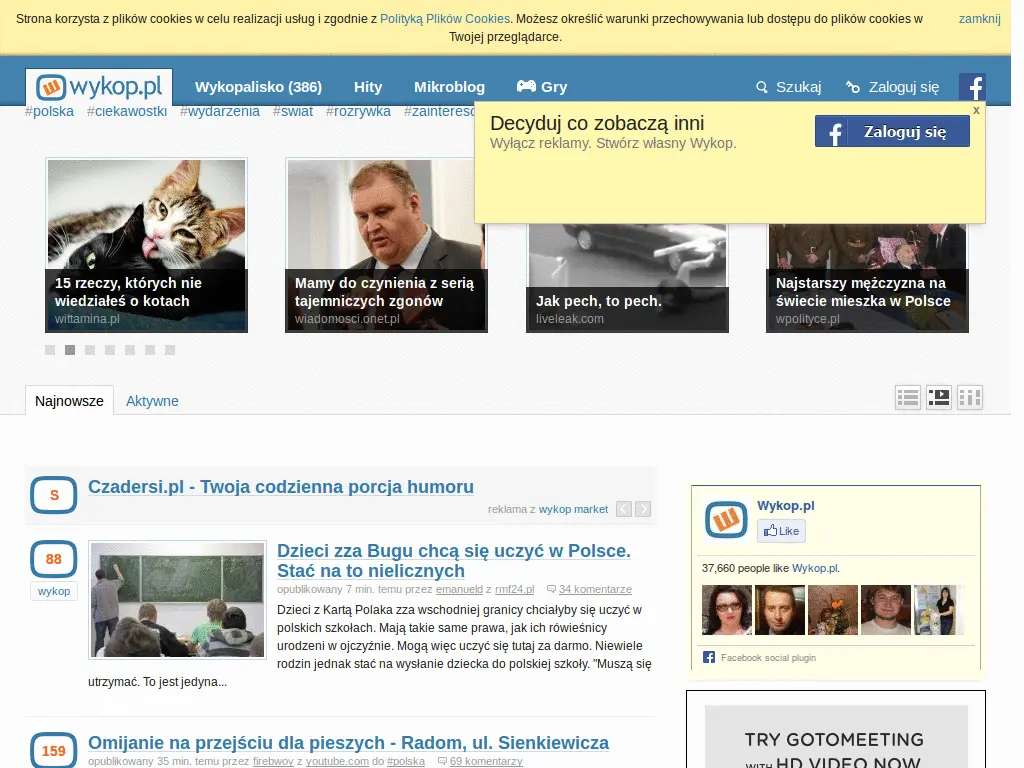 Strona korzysta z plików cookies w celu realizacji usług i zgodnie z Polityką Plików Cookies. Możesz określić warunki przechowywania lub dostępu do plików cookies w
Twojej przeglądarce.
zamknij
wykop.pl
Wykopalisko (386)
Hity
Mikroblog
Gry
Szukaj
Zaloguj się
#polska #ciekawostki #wydarzenia #swiat #rozrywka
x
Decyduj co zobaczą inni
Wyłącz reklamy. Stwórz własny Wykop.
Zaloguj się
15 rzeczy, których nie
wiedziałeś o kotach
wittamina.pl
Mamy do czynienia z serią
tajemniczych zgonów
wiadomosci.onet.pl
Jak pech, to pech.
liveleak.com
Najstarszy mężczyzna na
świecie mieszka w Polsce
wpolityce.pl
Najnowsze
Aktywne
S
Czadersi.pl - Twoja codzienna porcja humoru
reklama z wykop market
88
wykop
Dzieci zza Bugu chcą się uczyć w Polsce.
Stać na to nielicznych
opublikowany 7 min. temu przez emanueld z rmf24.pl 34 komentarze
Dzieci z Kartą Polaka zza wschodniej granicy chciałyby się uczyć w
polskich szkołach. Mają takie same prawa, jak ich rówieśnicy
urodzeni w ojczyźnie. Mogą więc uczyć się tutaj za darmo. Niewiele
rodzin jednak stać na wysłanie dziecka do polskiej szkoły. "Muszą się
utrzymać. To jest jedyna...
159
Omijanie na przejściu dla pieszych - Radom, ul. Sienkiewicza
opublikowany 35 min. temu przez firebwoy z youtube.com do #polska 69 komentarzy
Wykop.pl
Like
37,660 people like Wykop.pl.
Facebook social plugin
TRY GOTOMEETING
WITH HD VIDEO NOW